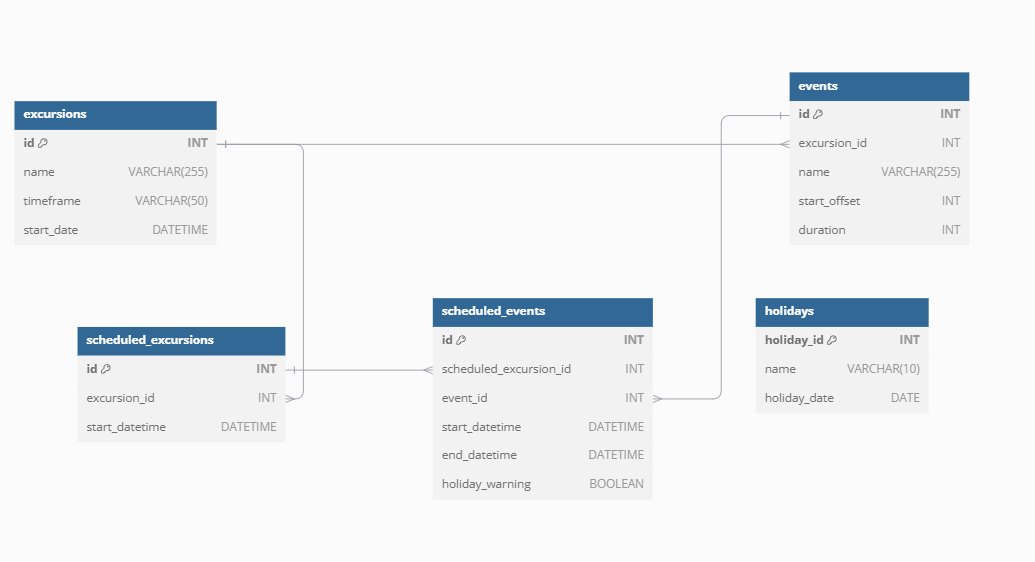 excursions
id INT
name VARCHAR(255)
timeframe VARCHAR(50)
start_date DATETIME
events
id INT
excursion_id INT
name VARCHAR(255)
start_offset INT
duration INT
scheduled_excursions
id INT
excursion_id INT
start_datetime DATETIME
scheduled_events
id INT
scheduled_excursion_id INT
event_id INT
start_datetime DATETIME
end_datetime DATETIME
holiday_warning BOOLEAN
holidays
holiday_id INT
name VARCHAR(10)
holiday_date DATE